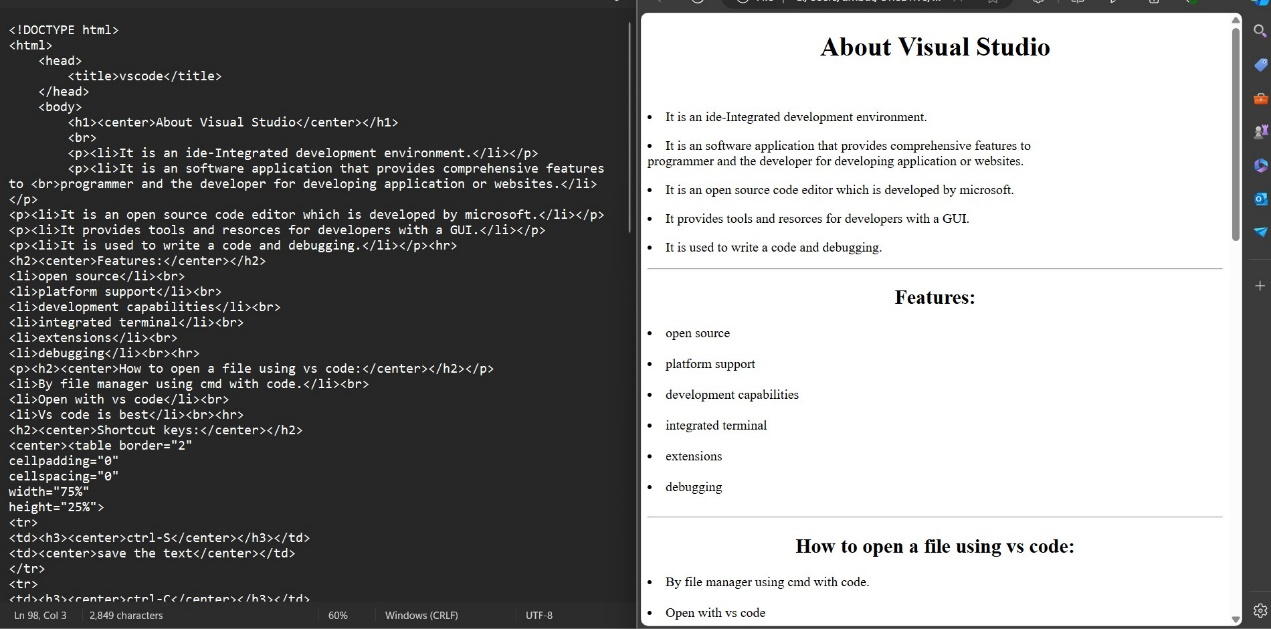 <!DOCTYPE html>
<html>
<head>
<title>vscode</title>
</head>
<body>
<h1><center>About Visual Studio</center></h1>
<br>
<p><li>It is an ide-Integrated development environment.</li></p>
<p><li>It is an software application that provides comprehensive features
to <br>programmer and the developer for developing application or websites.</li>
</p>
<p><li>It is an open source code editor which is developed by microsoft.</li></p>
<p><li>It provides tools and resorces for developers with a GUI.</li></p>
<p><li>It is used to write a code and debugging.</li></p><hr>
<h2><center>Features:</center></h2>
<li>open source</li><br>
<li>platform support</li><br>
<li>development capabilities</li><br>
<li>integrated terminal</li><br>
<li>extensions</li><br>
<li>debugging</li><br><hr>
<p><h2><center>How to open a file using vs code:</center></h2></p>
<li>By file manager using cmd with code.</li><br>
<li>Open with vs code</li><br>
<li>Vs code is best</li><br><hr>
<h2><center>Shortcut keys:</center></h2>
<center><table border="2"
cellpadding="0"
cellspacing="0"
width="75%"
height="25%">
<tr>
<td><h3><center>ctrl-S</center></h3></td>
<td><center>save the text</center></td>
</tr>
<tr>
<td><h3><center>ctrl-C</center></h3></td>
Ln 98, Col 3
2,849 characters
60%
Windows (CRLF)
UTF-8
About Visual Studio
• It is an ide-Integrated development environment.
• It is an software application that provides comprehensive features to
programmer and the developer for developing application or websites.
• It is an open source code editor which is developed by microsoft.
• It provides tools and resorces for developers with a GUI.
• It is used to write a code and debugging.
Features:
• open source
• platform support
• development capabilities
• integrated terminal
• extensions
• debugging
How to open a file using vs code:
• By file manager using cmd with code.
• Open with vs code